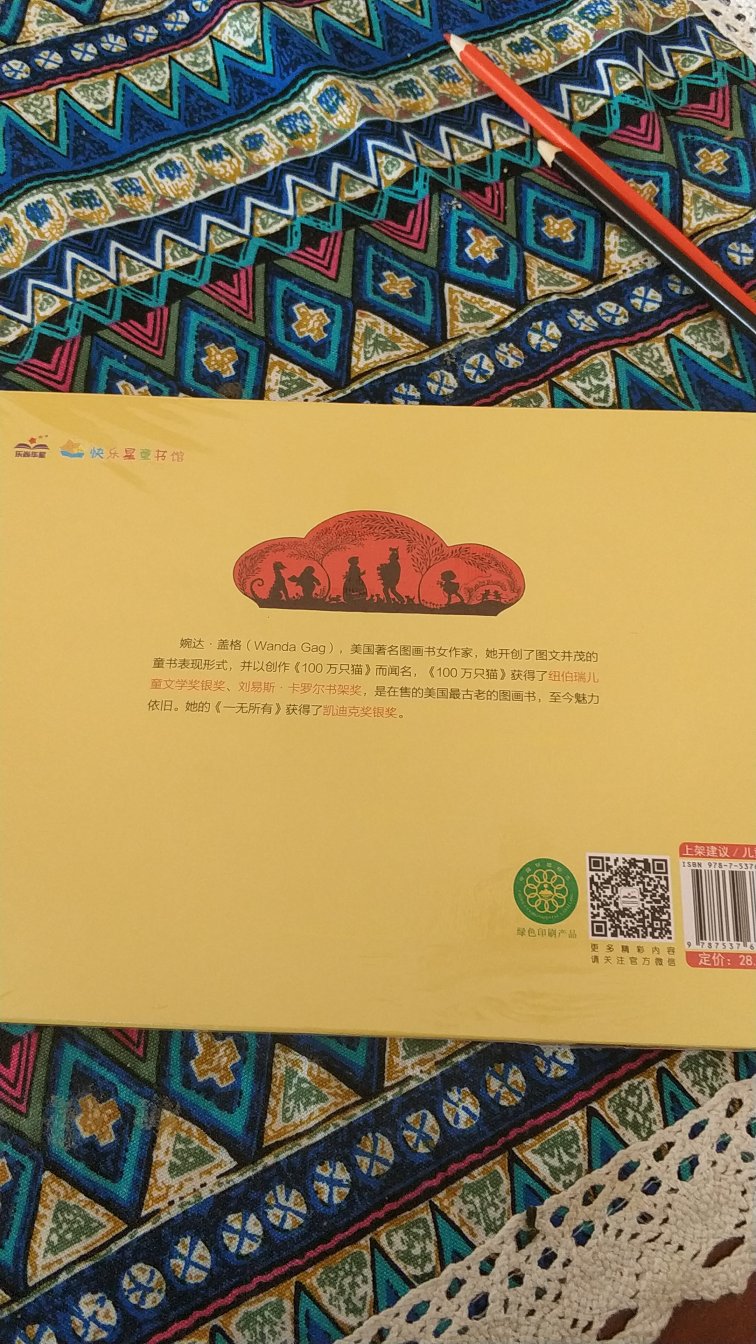 乐尚乐星
快乐星童书馆
婉达·盖格（Wanda Gag），美国著名图画书女作家，她开创了图文并茂的
童书表现形式，并以创作《100万只猫》而闻名，《100万只猫》获得了纽伯瑞儿
童文学奖银奖、刘易斯·卡罗尔书架奖，是在售的美国最古老的图画书，至今魅力
依旧。她的《一无所有》获得了凯迪克奖银奖。
上架建议/儿
ISBN 978-7-537
9 787537 6
绿色印刷产品
更多精彩内容
请关注官方微信
定价：28.